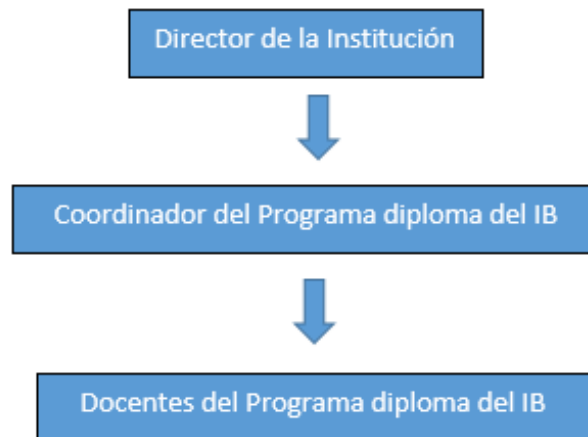 Director de la Institución
Coordinador del Programa diploma del IB
Docentes del Programa diploma del IB